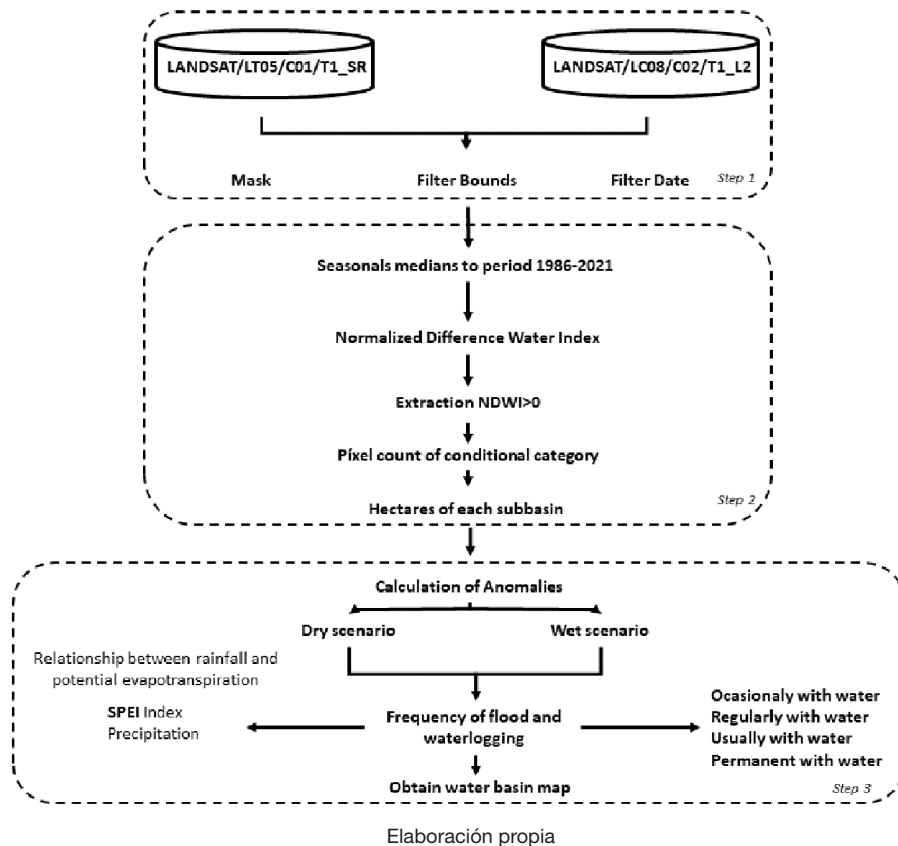 LANDSAT/LT05/C01/T1_SR
LANDSAT/LC08/C02/T1_L2
Mask
Filter Bounds
Filter Date
Step 1
Seasonals medians to period 1986-2021
Normalized Difference Water Index
Extraction NDWI>0
Píxel count of conditional category
Hectares of each subbasin
Step 2
Calculation of Anomalies
Dry scenario
Wet scenario
Relationship between rainfall and
potential evapotranspiration
SPEI Index
Precipitation
Frequency of flood and
waterlogging
Ocasionaly with water
Regularly with water
Usually with water
Permanent with water
Obtain water basin map
Step 3
Elaboración propia